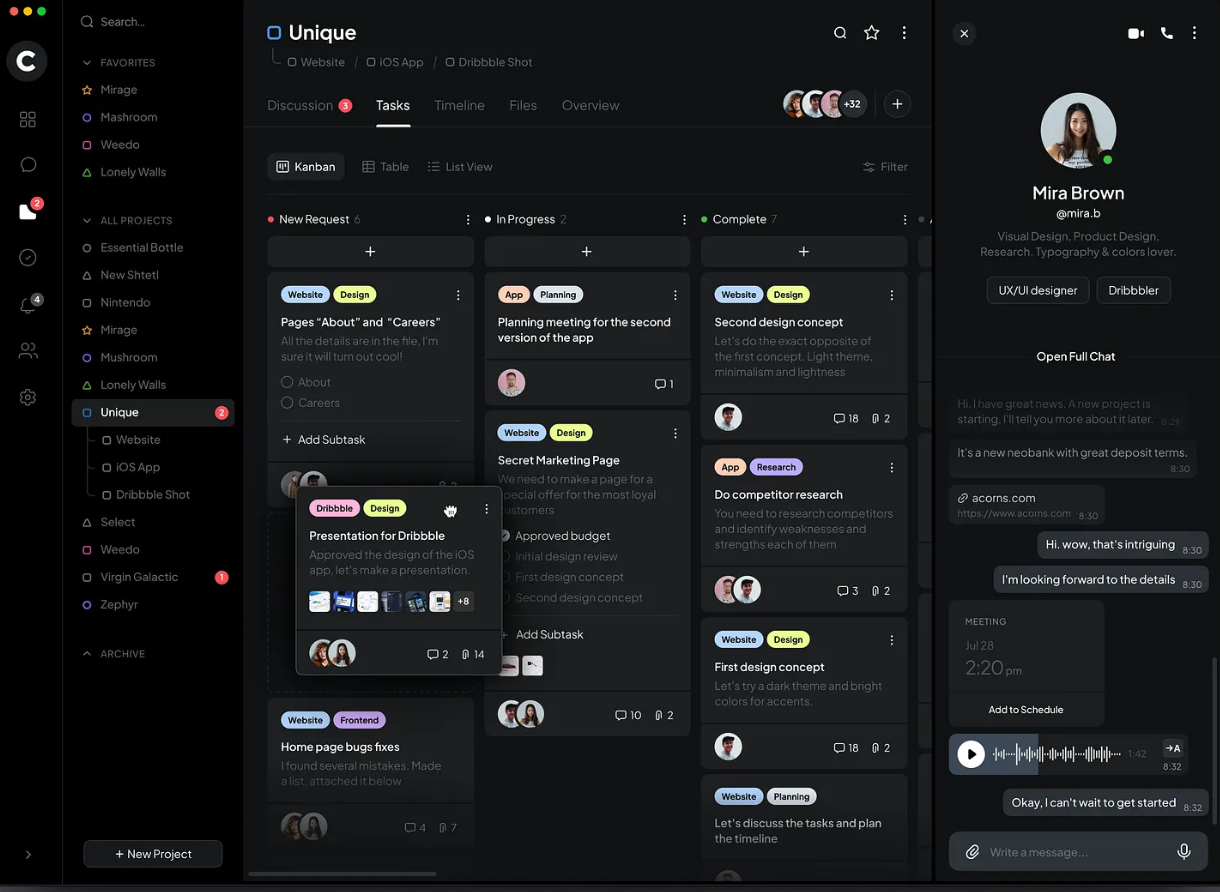 Search...
C
2
4
FAVORITES
Mirage
Mashroom
Weedo
Lonely Walls
ALL PROJECTS
Essential Bottle
New Shtetl
Nintendo
Mirage
Mushroom
Lonely Walls
Unique 2
Website
iOS App
Dribbble Shot
Select
Weedo
Virgin Galactic 1
Zephyr
ARCHIVE
+ New Project
Unique
Website / iOS App / Dribbble Shot
Discussion 3 Tasks Timeline Files Overview
+32 +
Kanban Table List View Filter
New Request 6
+
Website Design
Pages “About” and “Careers”
All the details are in the file, I'm
sure it will turn out cool!
About
Careers
+ Add Subtask
Dribbble Design
Presentation for Dribbble
Approved the design of the iOS
app, let's make a presentation.
+8
2 14
Website Frontend
Home page bugs fixes
I found several mistakes. Made
a list, attached it below
4 7
In Progress 2
+
App Planning
Planning meeting for the second
version of the app
1
Website Design
Secret Marketing Page
We need to make a page for a
special offer for the most loyal
customers
Approved budget
Initial design review
First design concept
Second design concept
Add Subtask
10 2
Complete 7
+
Website Design
Second design concept
Let's do the exact opposite of
the first concept. Light theme,
minimalism and lightness
18 2
App Research
Do competitor research
You need to research competitors
and identify weaknesses and
strengths each of them
3 2
Website Design
First design concept
Let's try a dark theme and bright
colors for accents.
18 2
Website Planning
Let's discuss the tasks and plan
the timeline
Mira Brown
@mira.b
Visual Design, Product Design,
Research. Typography & colors lover.
UX/UI designer Dribbbler
Open Full Chat
Hi. I have great news. A new project is
starting, I'll tell you more about it later. 8:29
It's a new neobank with great deposit terms.
8:30
acorns.com
https://www.acorns.com 8:30
Hi. wow, that's intriguing 8:30
I'm looking forward to the details 8:30
MEETING
Jul 28
2:20 pm
Add to Schedule
1:42 →A
8:32
Okay, I can't wait to get started 8:32
Write a message...